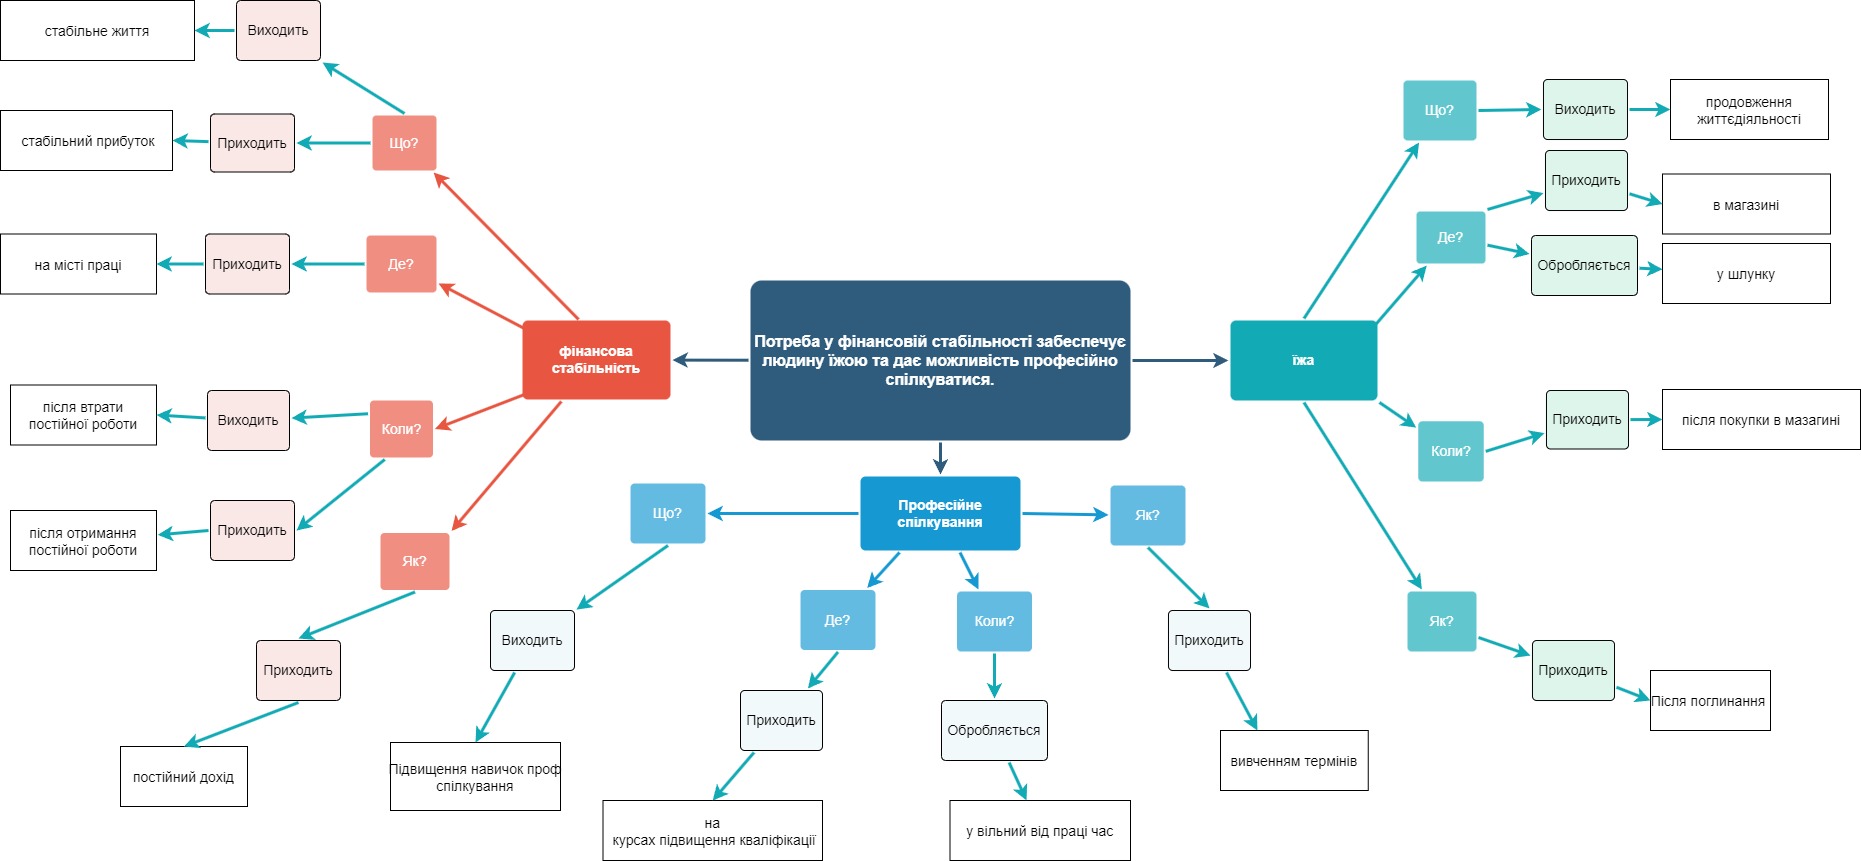 стабільне життя
Виходить
стабільний прибуток
Приходить
Що?
на місті праці
Приходить
Де?
фінансова
стабільність
після втрати
постійної роботи
Виходить
Коли?
після отримання
постійної роботи
Приходить
Як?
Приходить
постійний дохід
Потреба у фінансовій стабільності забеспечує
людину їжою та дає можливість професійно
спілкуватися.
Професійне
спілкування
Що?
Виходить
Підвищення навичок проф
спілкування
Де?
Приходить
на
курсах підвищення кваліфікації
Коли?
Обробляється
у вільний від праці час
Як?
Приходить
вивченням термінів
їжа
Що?
Виходить
продовження
життєдіяльності
Де?
Приходить
в магазині
Обробляється
у шлунку
Коли?
Приходить
після покупки в мазагині
Як?
Приходить
Після поглинання